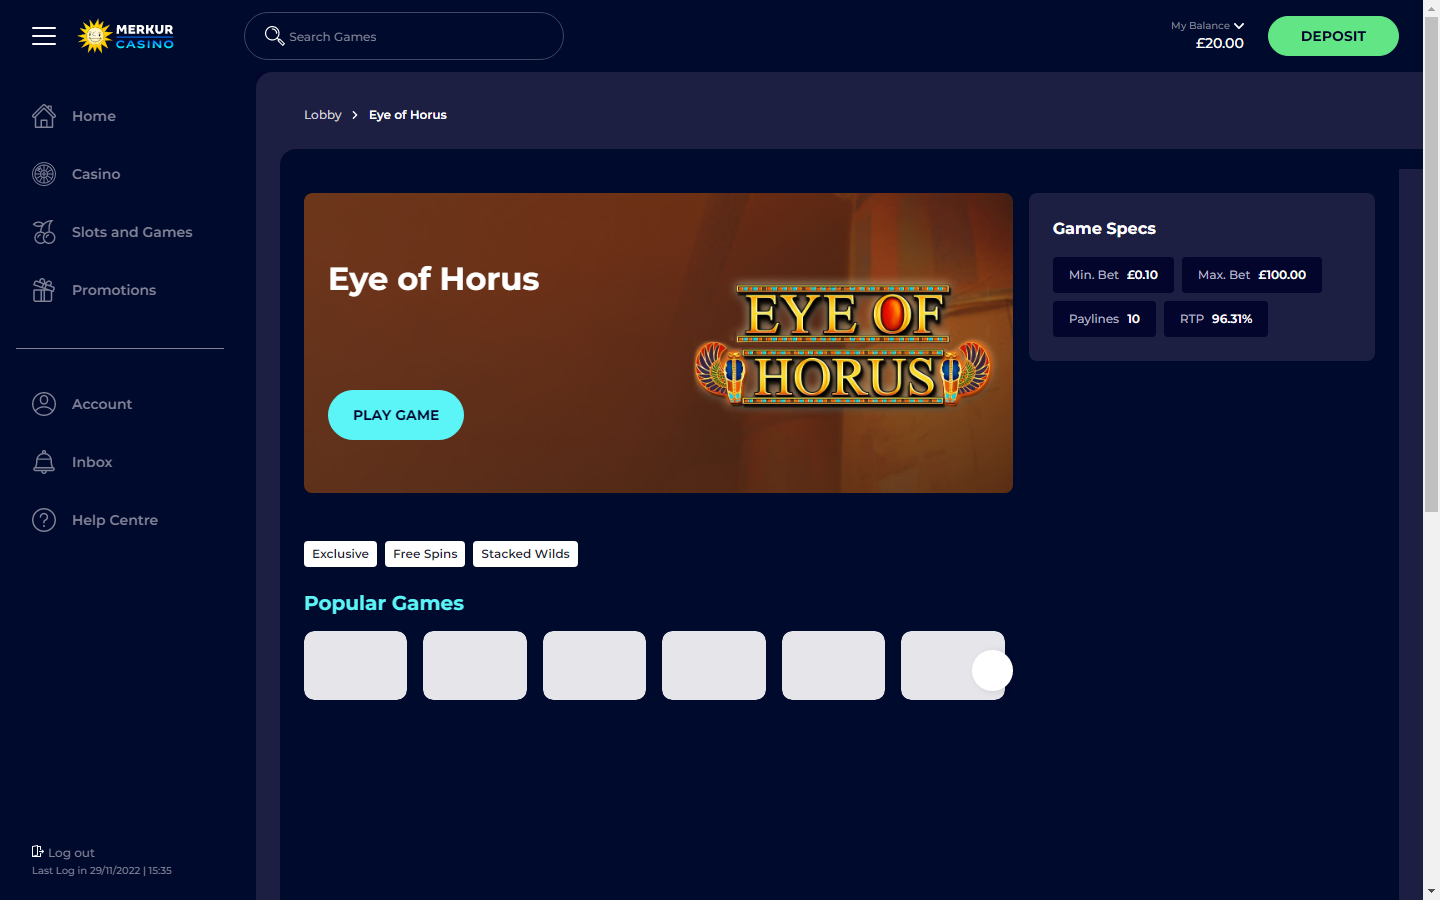 MERKUR
CASINO
Search Games
My Balance
£20.00
DEPOSIT
Home
Casino
Slots and Games
Promotions
Account
Inbox
Help Centre
Log out
Last Log in 29/11/2022 | 15:35
Lobby
Eye of Horus
Eye of Horus
PLAY GAME
EYE OF
HORUS
Game Specs
Min. Bet £0.10
Max. Bet £100.00
Paylines 10
RTP 96.31%
Exclusive
Free Spins
Stacked Wilds
Popular Games